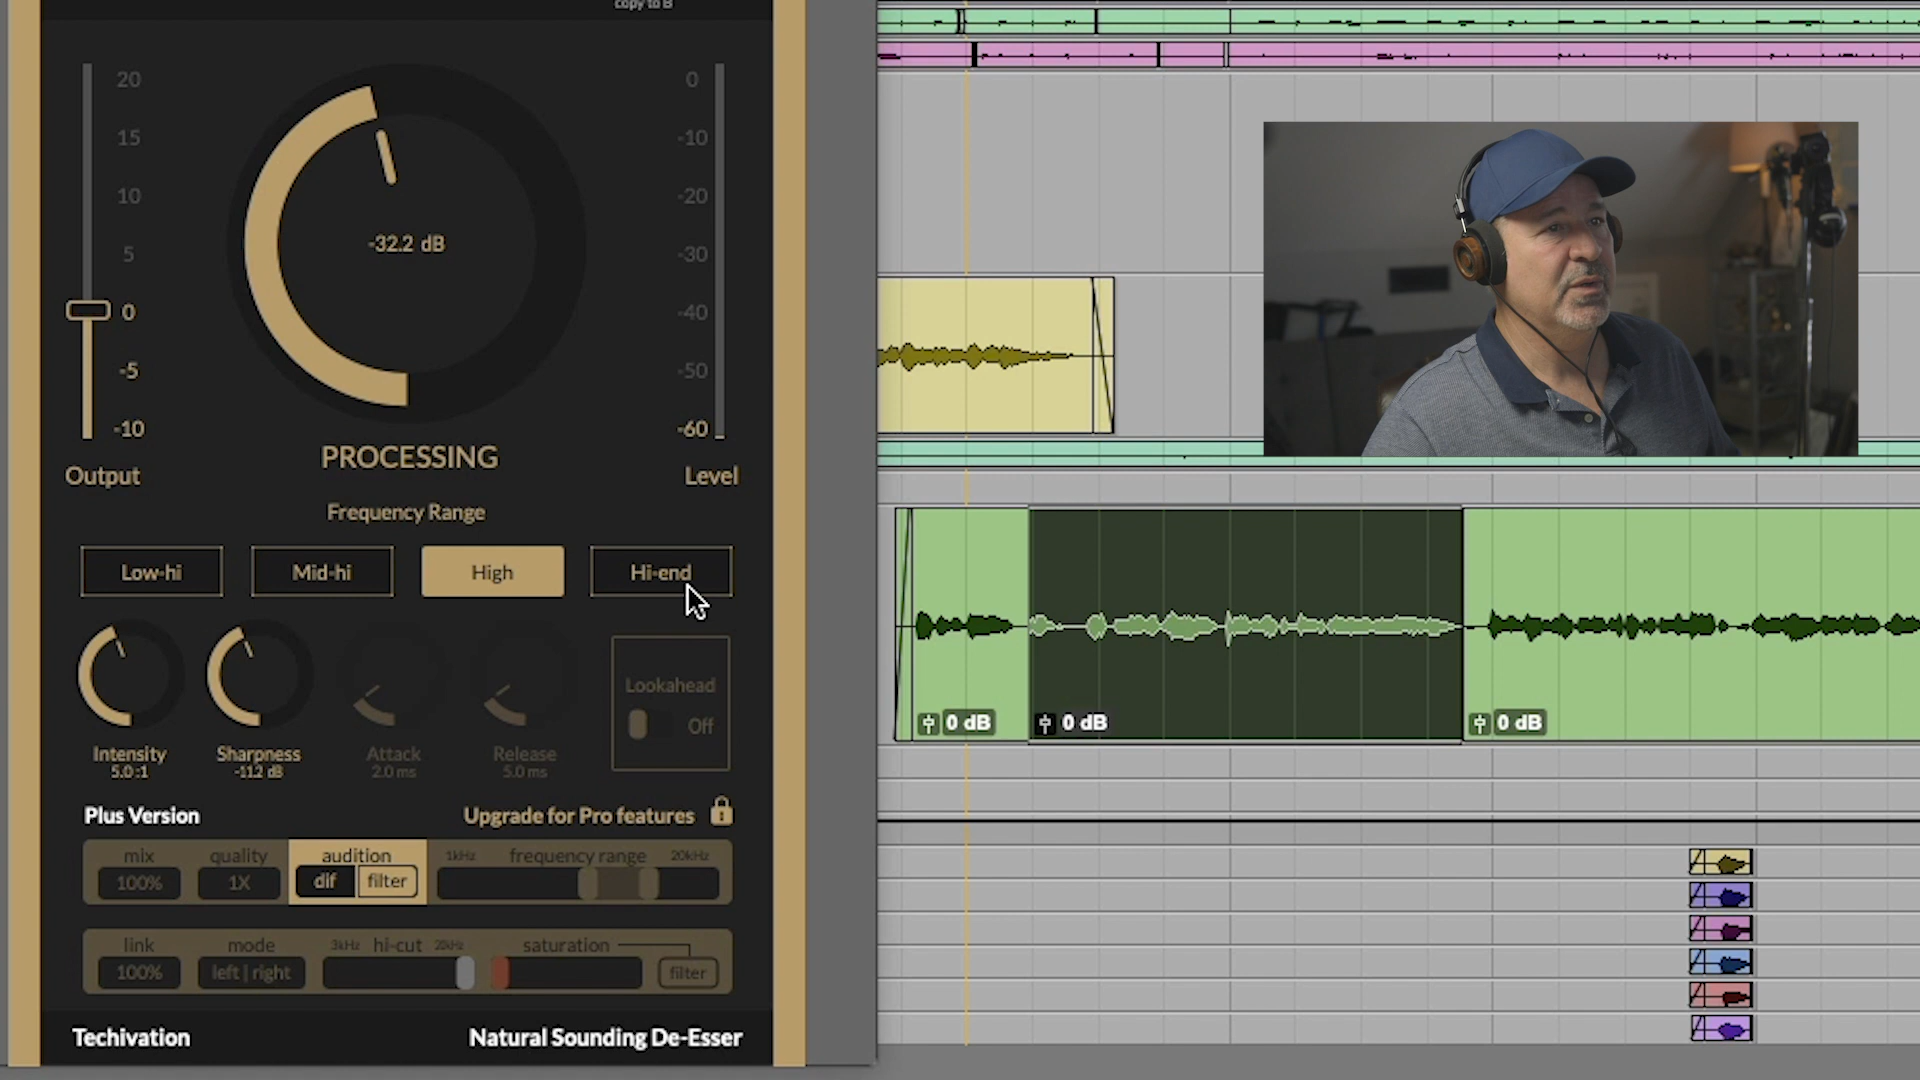 copy to B
20 0
15 -10
10 -20
5 -30
-32.2 dB
0 -40
-5 -50
-10 -60
PROCESSING
Output Level
Frequency Range
Low-hi Mid-hi High Hi-end
Lookahead
Off
Intensity Sharpness Attack Release
5.0 :1 -11.2 dB 2.0 ms 5.0 ms
Plus Version Upgrade for Pro features
mix quality audition 1kHz frequency range 20kHz
100% 1X dif filter
link mode 3kHz hi-cut 20kHz saturation
100% left | right filter
Techivation Natural Sounding De-Esser
0 dB 0 dB 0 dB